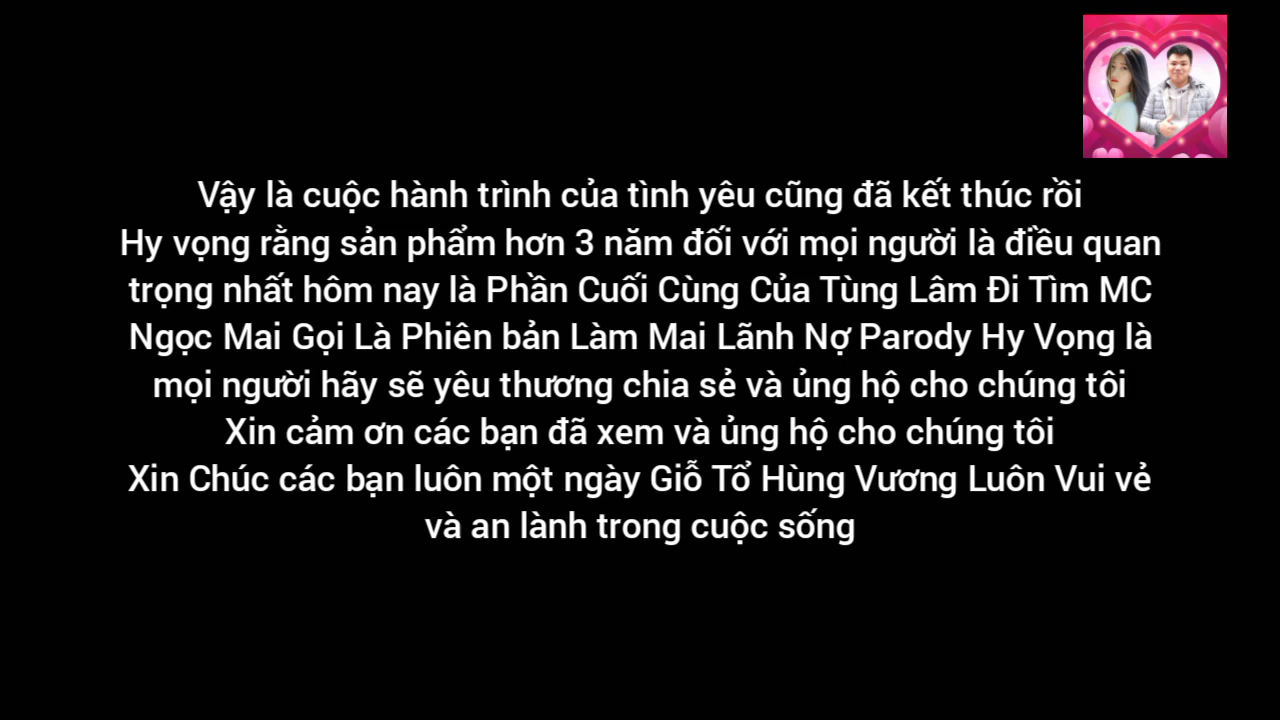 Vậy là cuộc hành trình của tình yêu cũng đã kết thúc rồi
Hy vọng rằng sản phẩm hơn 3 năm đối với mọi người là điều quan
trọng nhất hôm nay là Phần Cuối Cùng Của Tùng Lâm Đi Tìm MC
Ngọc Mai Gọi Là Phiên bản Làm Mai Lãnh Nợ Parody Hy Vọng là
mọi người hãy sẽ yêu thương chia sẻ và ủng hộ cho chúng tôi
Xin cảm ơn các bạn đã xem và ủng hộ cho chúng tôi
Xin Chúc các bạn luôn một ngày Giỗ Tổ Hùng Vương Luôn Vui vẻ
và an lành trong cuộc sống